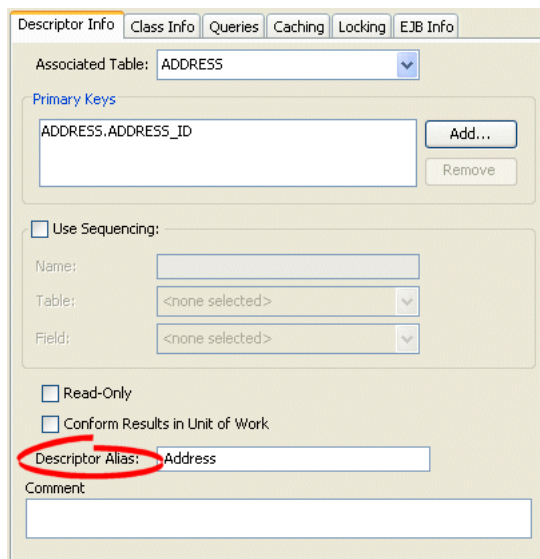 Descriptor Info Class Info Queries Caching Locking EJB Info
Associated Table: ADDRESS
Primary Keys
ADDRESS.ADDRESS_ID
Add...
Remove
Use Sequencing:
Name:
Table: <none selected>
Field: <none selected>
Read-Only
Conform Results in Unit of Work
Descriptor Alias: Address
Comment